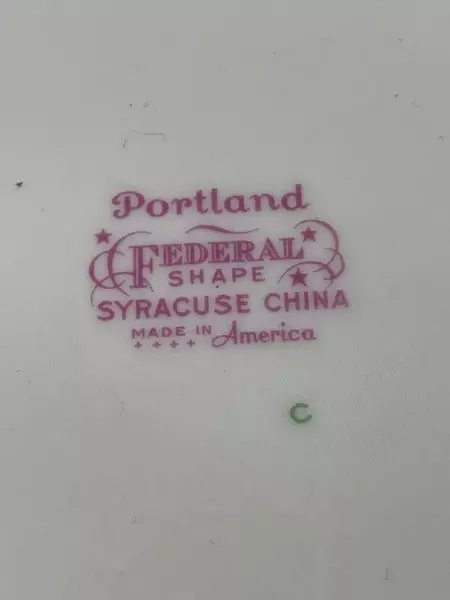 Portland
FEDERAL
SHAPE
SYRACUSE CHINA
MADE IN America
++++
C